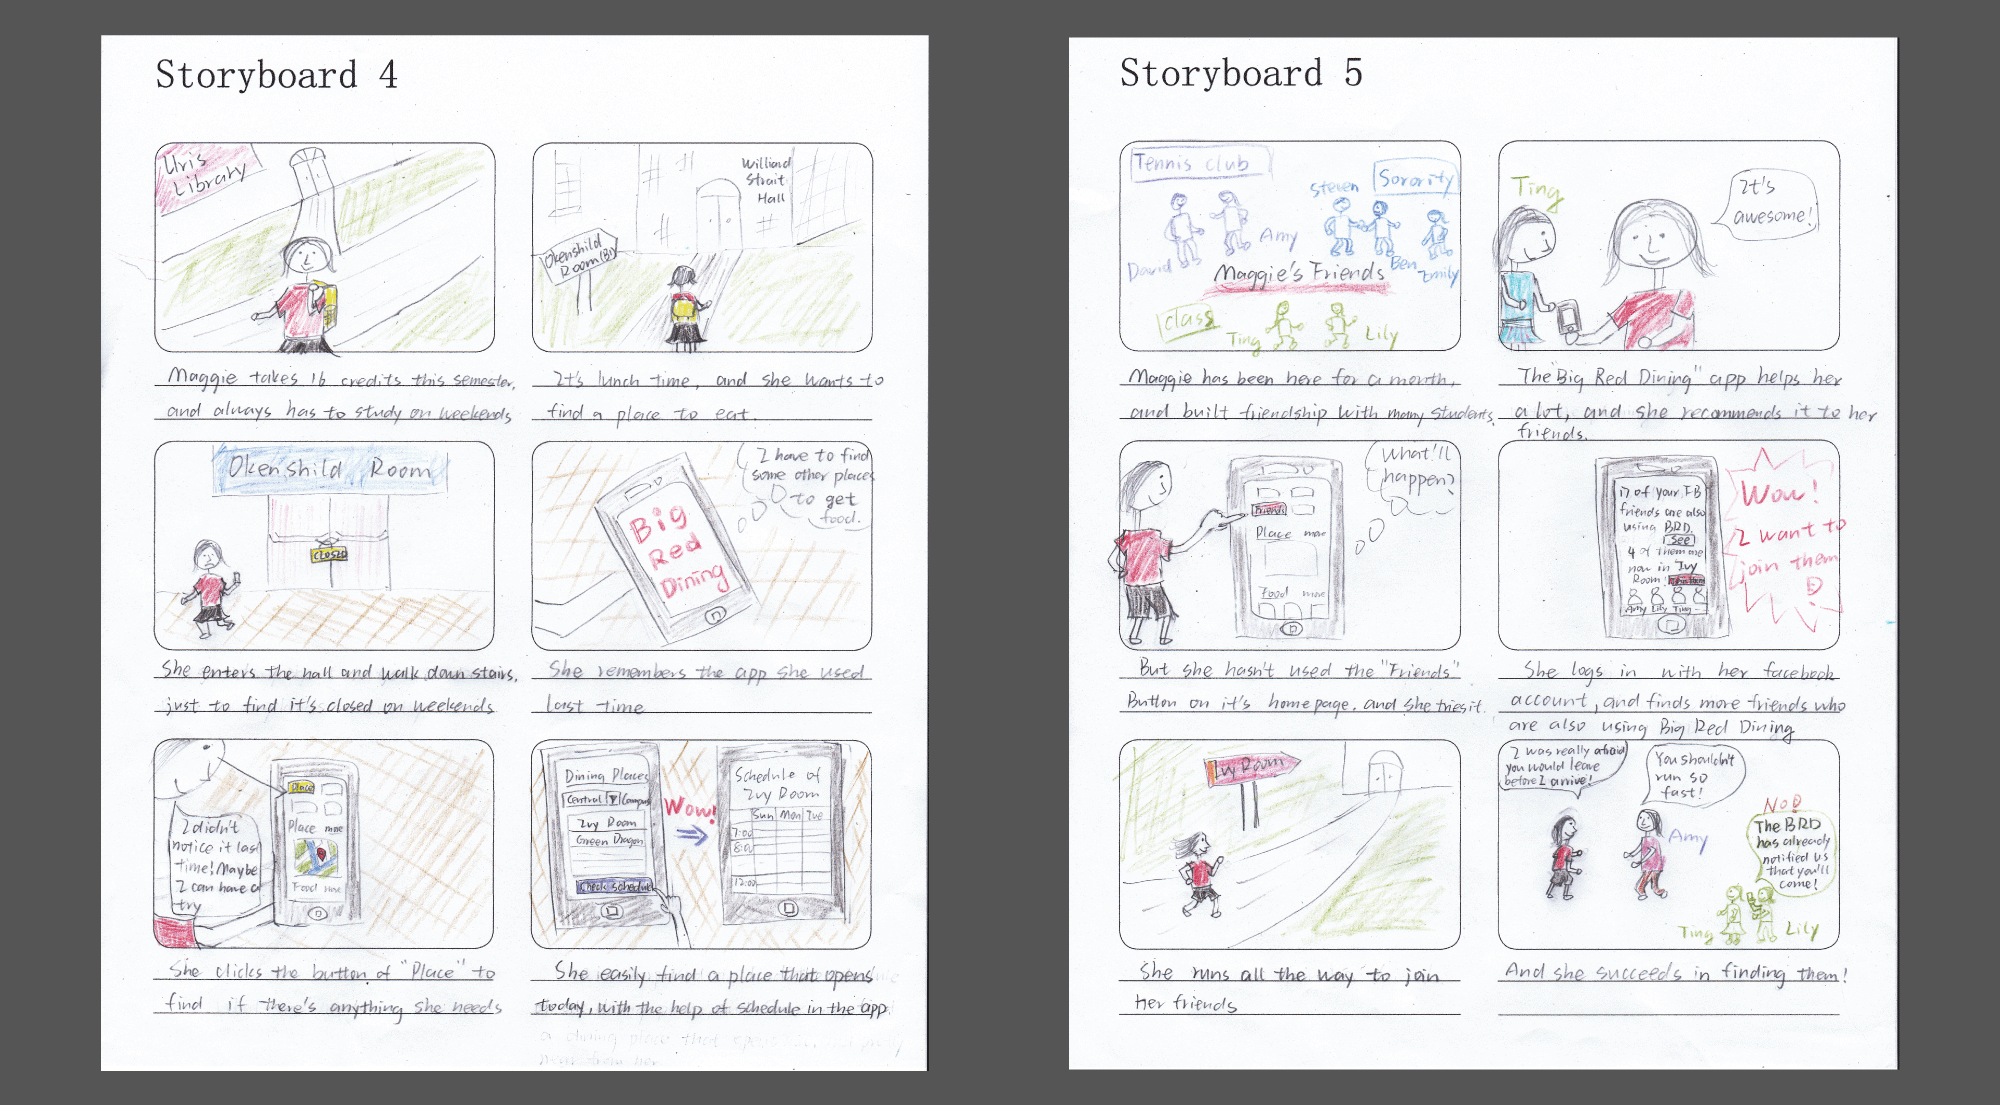 Storyboard 4
Uris
Library
Maggie takes 16 credits this semester,
and always has to study on weekends
Williard
Strait
Hall
Okenshild
Room(B1)
It's lunch time, and she wants to
find a place to eat.
Okenshild Room
CLOSED
She enters the hall and walk down stairs,
just to find it's closed on weekends
I have to find
some other places
to get
food.
Big
Red
Dining
She remembers the app she used
last time
Place
Place more
Food more
I didn't
notice it last
time! Maybe
I can have a
try
She clicks the button of "Place" to
find if there's anything she needs
Dining Places
Central Campus
Ivy Room
Green Dragon
Check schedule
Wow!
Schedule of
Ivy Room
Sun Mon Tue
7:00
8:00
12:00
She easily find a place that opens
today, with the help of schedule in the app
Storyboard 5
Tennis club
David
Amy
Steven
Sorority
Ben
Emily
Maggie's Friends
class
Ting
Lily
Maggie has been here for a month,
and built friendship with many students.
Ting
It's
awesome!
The "Big Red Dining" app helps her
a lot, and she recommends it to her
friends.
What'll
happen?
Friends
Place more
Food more
But she hasn't used the "Friends"
Button on it's homepage, and she tries it.
17 of your FB
friends are also
using BRD.
See
4 of them are
now in Ivy
Room!
Amy Lily Ting
Wow!
I want to
join them
She logs in with her facebook
account, and finds more friends who
are also using Big Red Dining
Ivy Room
She runs all the way to join
her friends
I was really afraid
you would leave
before I arrive!
You shouldn't
run so
fast!
Amy
No!
The BRD
has already
notified us
that you'll
come!
Ting
Lily
And she succeeds in finding them!